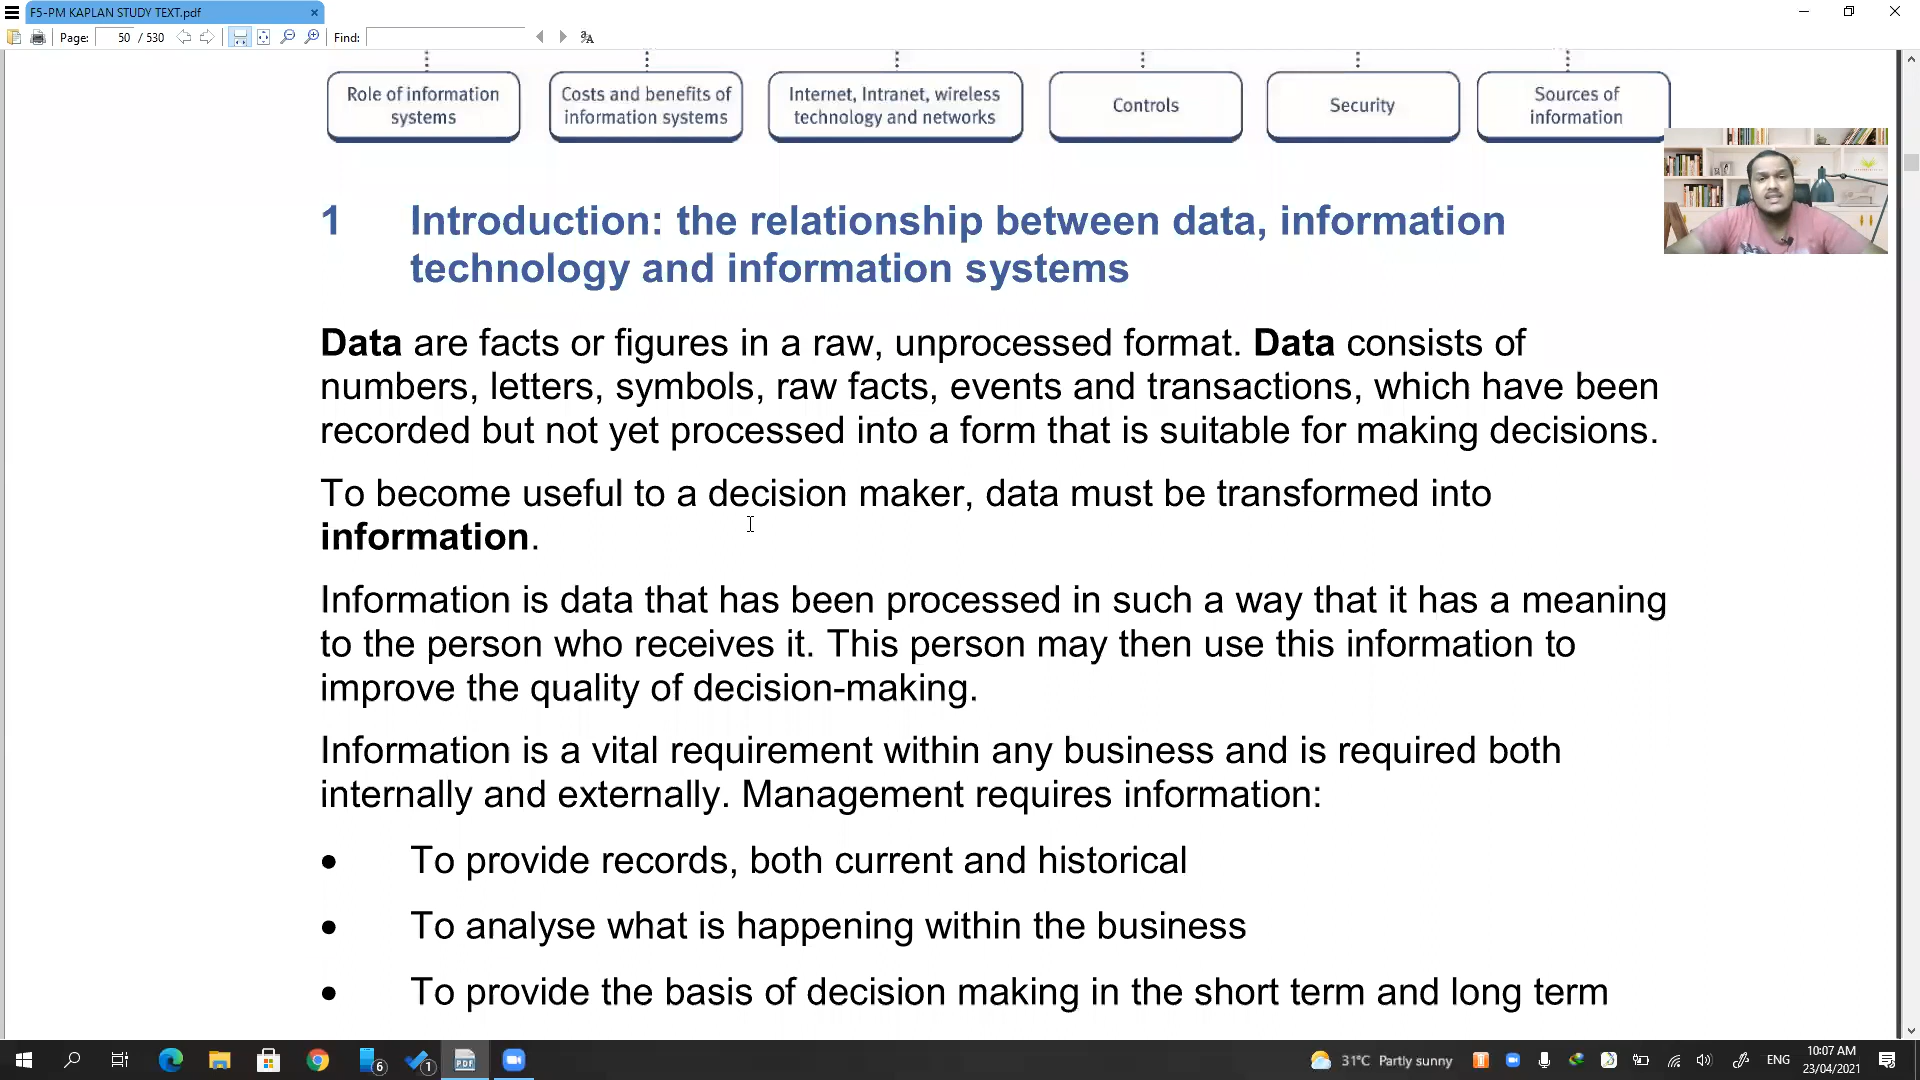 F5-PM KAPLAN STUDY TEXT.pdf
Page: 50 / 530 Find:
Role of information
systems
Costs and benefits of
information systems
Internet, Intranet, wireless
technology and networks
Controls
Security
Sources of
information
1 Introduction: the relationship between data, information
technology and information systems
Data are facts or figures in a raw, unprocessed format. Data consists of
numbers, letters, symbols, raw facts, events and transactions, which have been
recorded but not yet processed into a form that is suitable for making decisions.
To become useful to a decision maker, data must be transformed into
information.
Information is data that has been processed in such a way that it has a meaning
to the person who receives it. This person may then use this information to
improve the quality of decision-making.
Information is a vital requirement within any business and is required both
internally and externally. Management requires information:
• To provide records, both current and historical
• To analyse what is happening within the business
• To provide the basis of decision making in the short term and long term
6
1
PDF
31°C Partly sunny
ENG
10:07 AM
23/04/2021